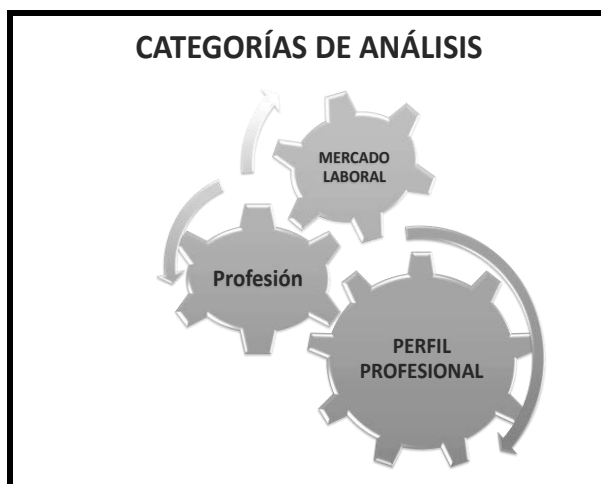 CATEGORÍAS DE ANÁLISIS
MERCADO
LABORAL
Profesión
PERFIL
PROFESIONAL